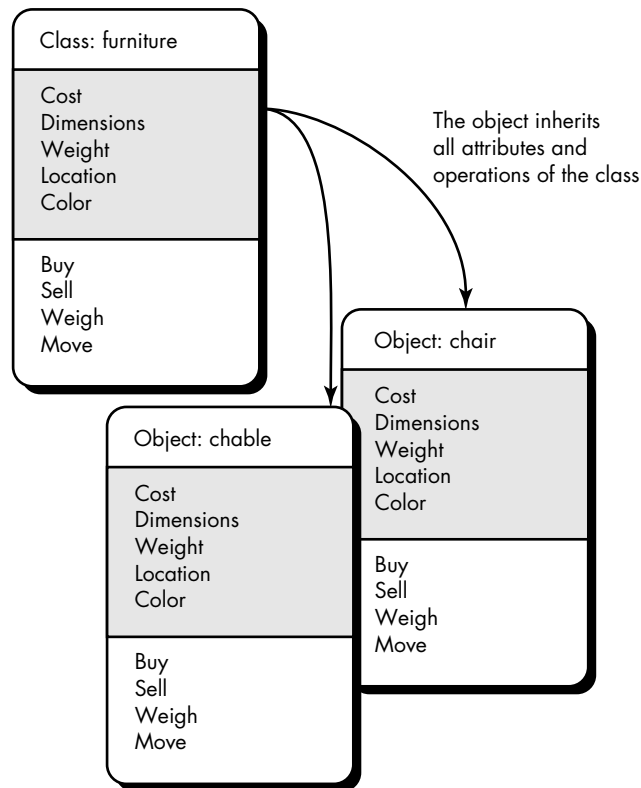 Class: furniture
Cost
Dimensions
Weight
Location
Color
Buy
Sell
Weigh
Move
The object inherits
all attributes and
operations of the class
Object: chair
Cost
Dimensions
Weight
Location
Color
Buy
Sell
Weigh
Move
Object: chable
Cost
Dimensions
Weight
Location
Color
Buy
Sell
Weigh
Move